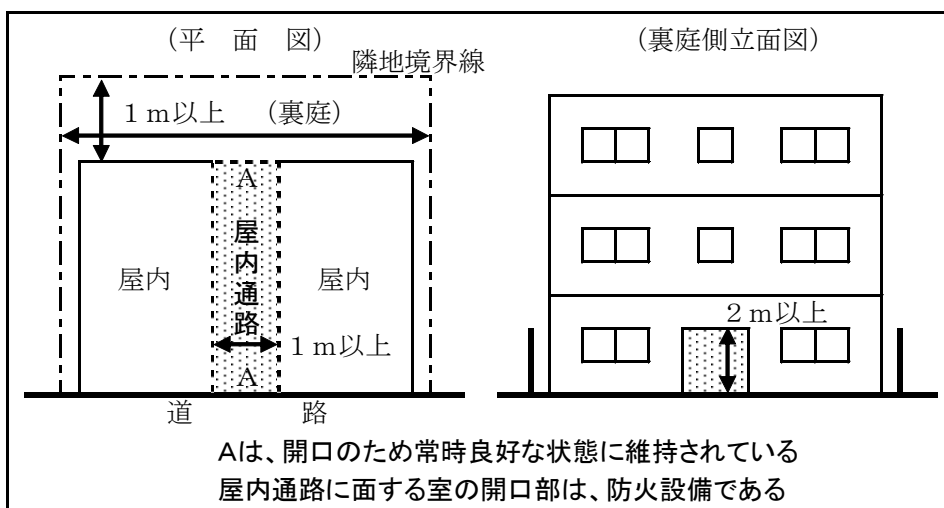 （平　面　図）
隣地境界線
１ｍ以上　（裏庭）
Ａ
屋内通路
屋内
屋内
１ｍ以上
Ａ
道　路
（裏庭側立面図）
２ｍ以上
Aは、開口のため常時良好な状態に維持されている
屋内通路に面する室の開口部は、防火設備である